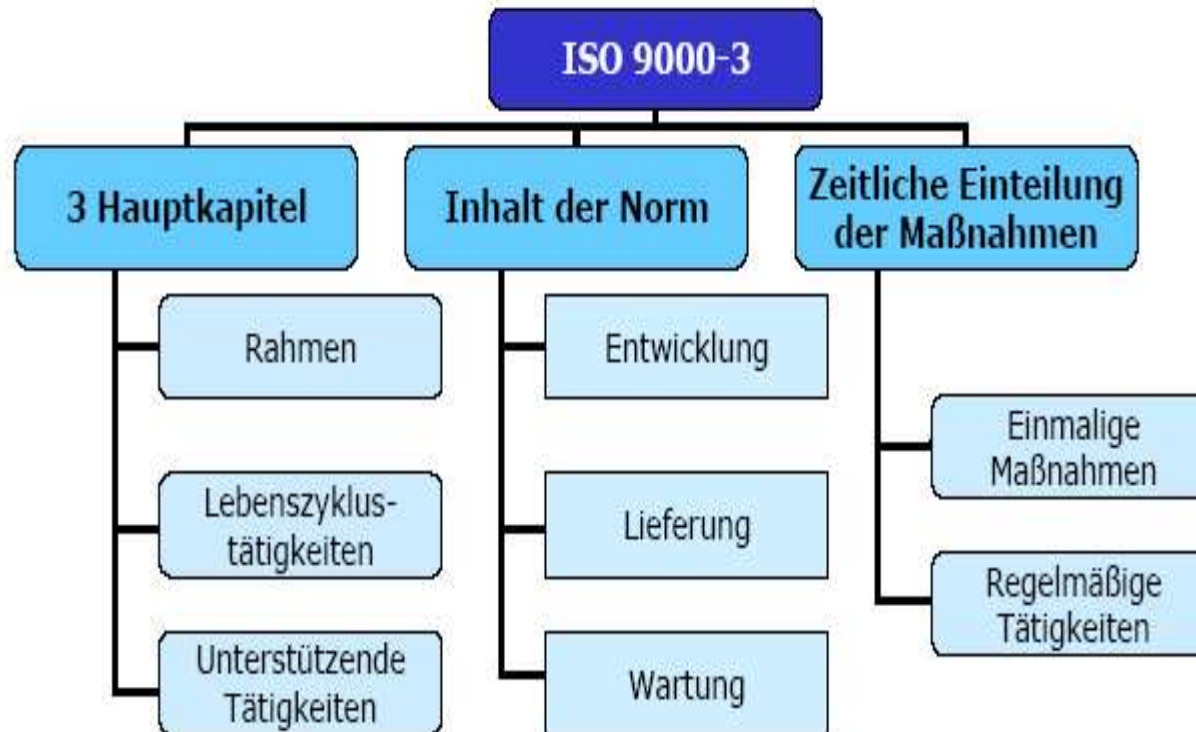 ISO 9000-3
3 Hauptkapitel
Rahmen
Lebenszyklus-
tätigkeiten
Unterstützende
Tätigkeiten
Inhalt der Norm
Entwicklung
Lieferung
Wartung
Zeitliche Einteilung
der Maßnahmen
Einmalige
Maßnahmen
Regelmäßige
Tätigkeiten